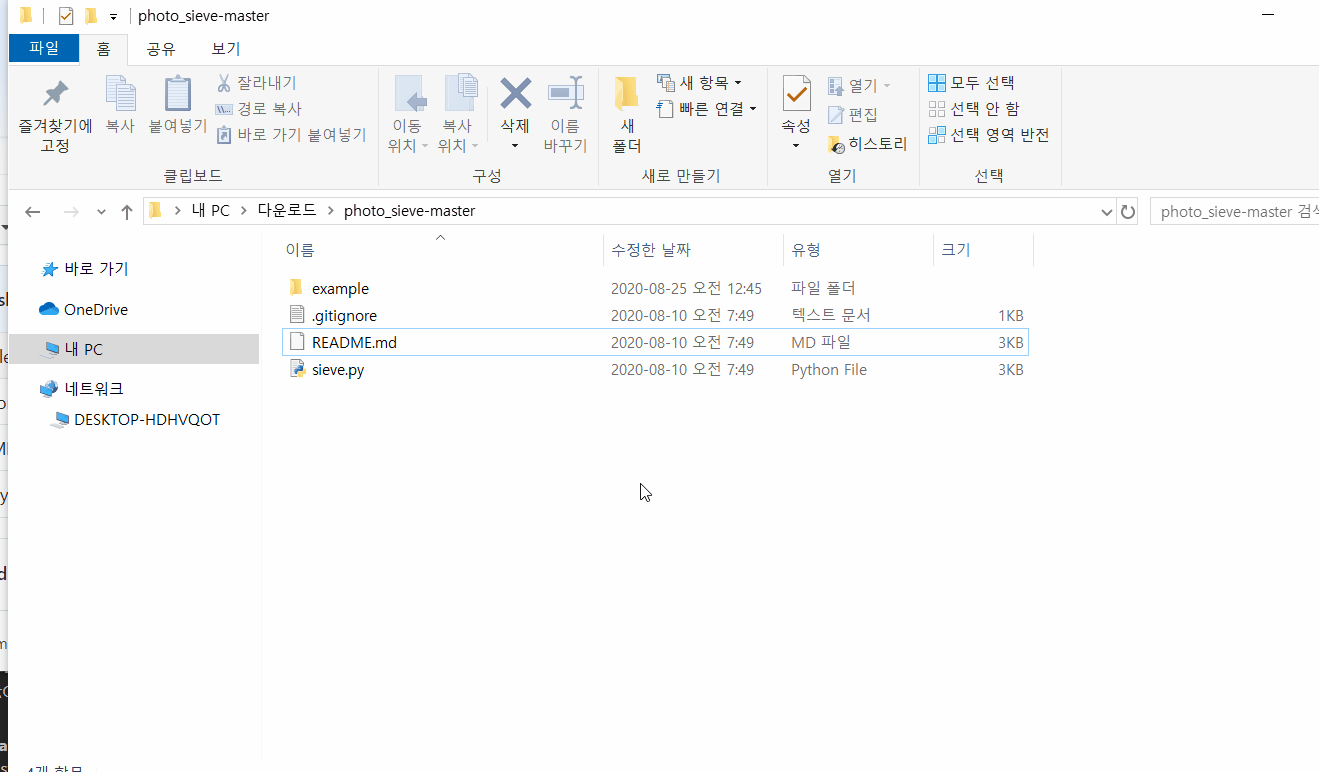 photo_sieve-master
파일 홈 공유 보기
즐겨찾기에 고정
복사
붙여넣기
잘라내기
경로 복사
바로 가기 붙여넣기
클립보드
이동 위치
복사 위치
삭제
이름 바꾸기
구성
새 폴더
새 항목
빠른 연결
새로 만들기
속성
열기
편집
히스토리
열기
모두 선택
선택 안 함
선택 영역 반전
선택
내 PC 다운로드 photo_sieve-master
photo_sieve-master
바로 가기
OneDrive
내 PC
네트워크
DESKTOP-HDHVQOT
이름 수정한 날짜 유형 크기
example 2020-08-25 오전 12:45 파일 폴더
.gitignore 2020-08-10 오전 7:49 텍스트 문서 1KB
README.md 2020-08-10 오전 7:49 MD 파일 3KB
sieve.py 2020-08-10 오전 7:49 Python File 3KB